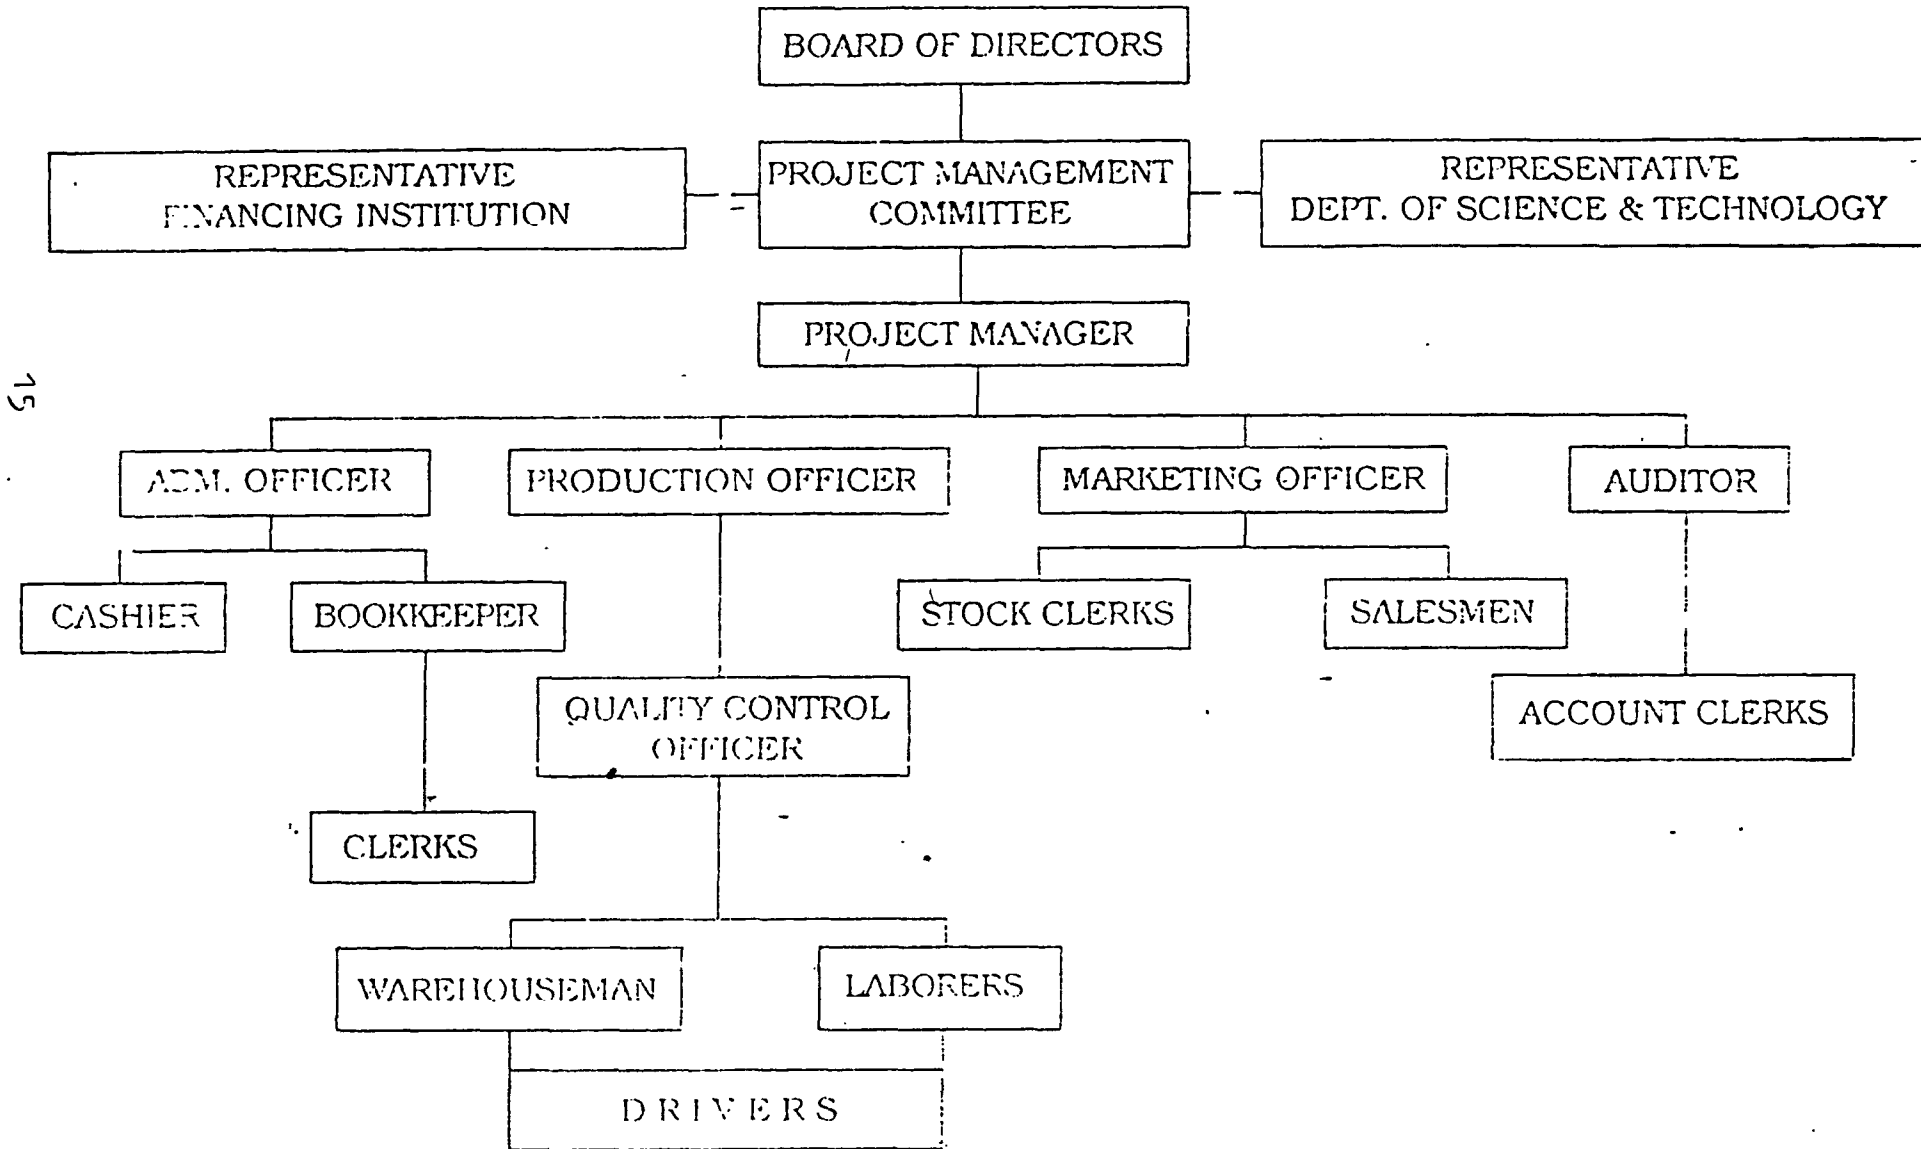 BOARD OF DIRECTORS
REPRESENTATIVE
FINANCING INSTITUTION
PROJECT MANAGEMENT
COMMITTEE
REPRESENTATIVE
DEPT. OF SCIENCE & TECHNOLOGY
PROJECT MANAGER
15
ADM. OFFICER
PRODUCTION OFFICER
MARKETING OFFICER
AUDITOR
CASHIER
BOOKKEEPER
STOCK CLERKS
SALESMEN
QUALITY CONTROL
OFFICER
ACCOUNT CLERKS
CLERKS
WAREHOUSEMAN
LABORERS
DRIVERS